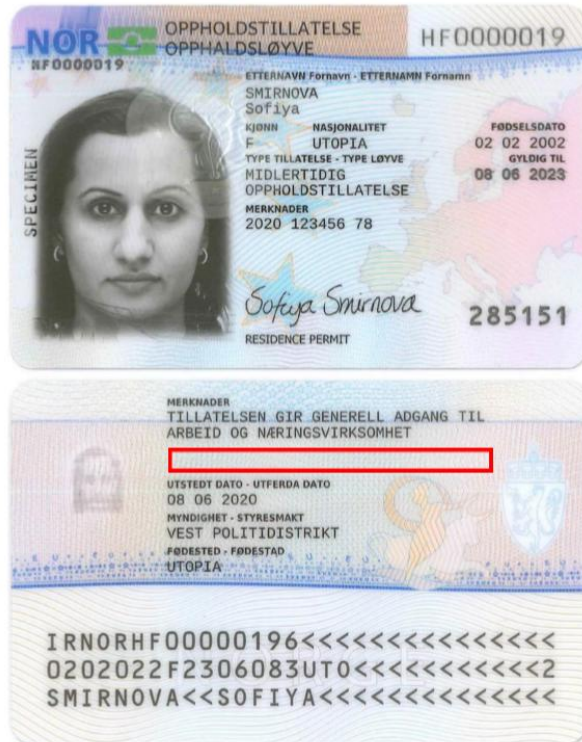 NOR
OPPHOLDSTILLATELSE
OPPHALDSLØYVE
HF0000019
HF0000019
ETTERNAVN Fornavn - ETTERNAMN Fornamn
SMIRNOVA
Sofiya
KJØNN NASJONALITET FØDSELSDATO
F UTOPIA 02 02 2002
TYPE TILLATELSE - TYPE LØYVE GYLDIG TIL
MIDLERTIDIG 08 06 2023
OPPHOLDSTILLATELSE
MERKNADER
2020 123456 78
SPECIMEN
Sofiya Smirnova
285151
RESIDENCE PERMIT
MERKNADER
TILLATELSEN GIR GENERELL ADGANG TIL
ARBEID OG NÆRINGSVIRKSOMHET
UTSTEDT DATO - UTFERDA DATO
08 06 2020
MYNDIGHET - STYRESMAKT
VEST POLITIDISTRIKT
FØDESTED - FØDESTAD
UTOPIA
IRNORHF00000196<<<<<<<<<<<<<<<
0202022F2306083UTO<<<<<<<<<<<2
SMIRNOVA<<SOFIYA<<<<<<<<<<<<<<